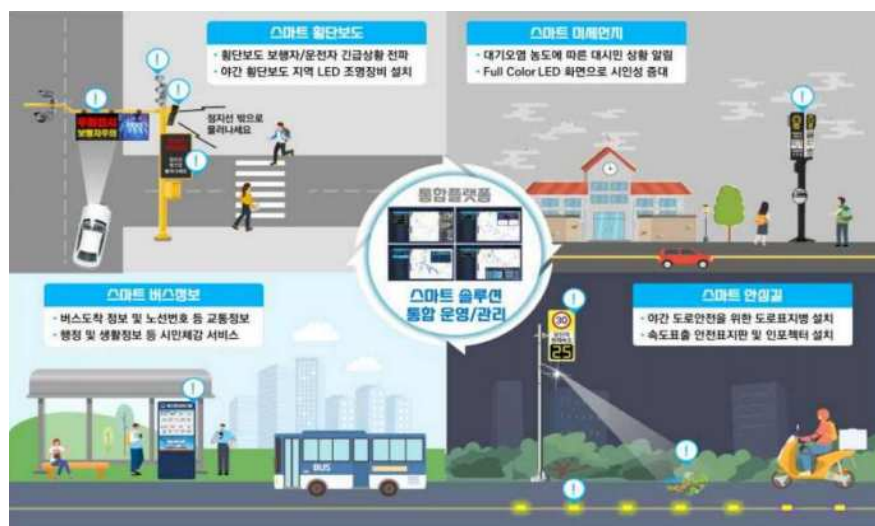 스마트 횡단보도
· 횡단보도 보행자/운전자 긴급상황 전파
· 야간 횡단보도 지역 LED 조명장비 설치
정지선 밖으로
물러나세요
우회전시
보행자주의
스마트 미세먼지
· 대기오염 농도에 따른 대시민 상황 알림
· Full Color LED 화면으로 시인성 증대
통합플랫폼
스마트 솔루션
통합 운영/관리
스마트 버스정보
· 버스도착 정보 및 노선번호 등 교통정보
· 행정 및 생활정보 등 시민체감 서비스
BUS
스마트 안심길
· 야간 도로안전을 위한 도로표지병 설치
· 속도표출 안전표지판 및 인포젝터 설치
30
25